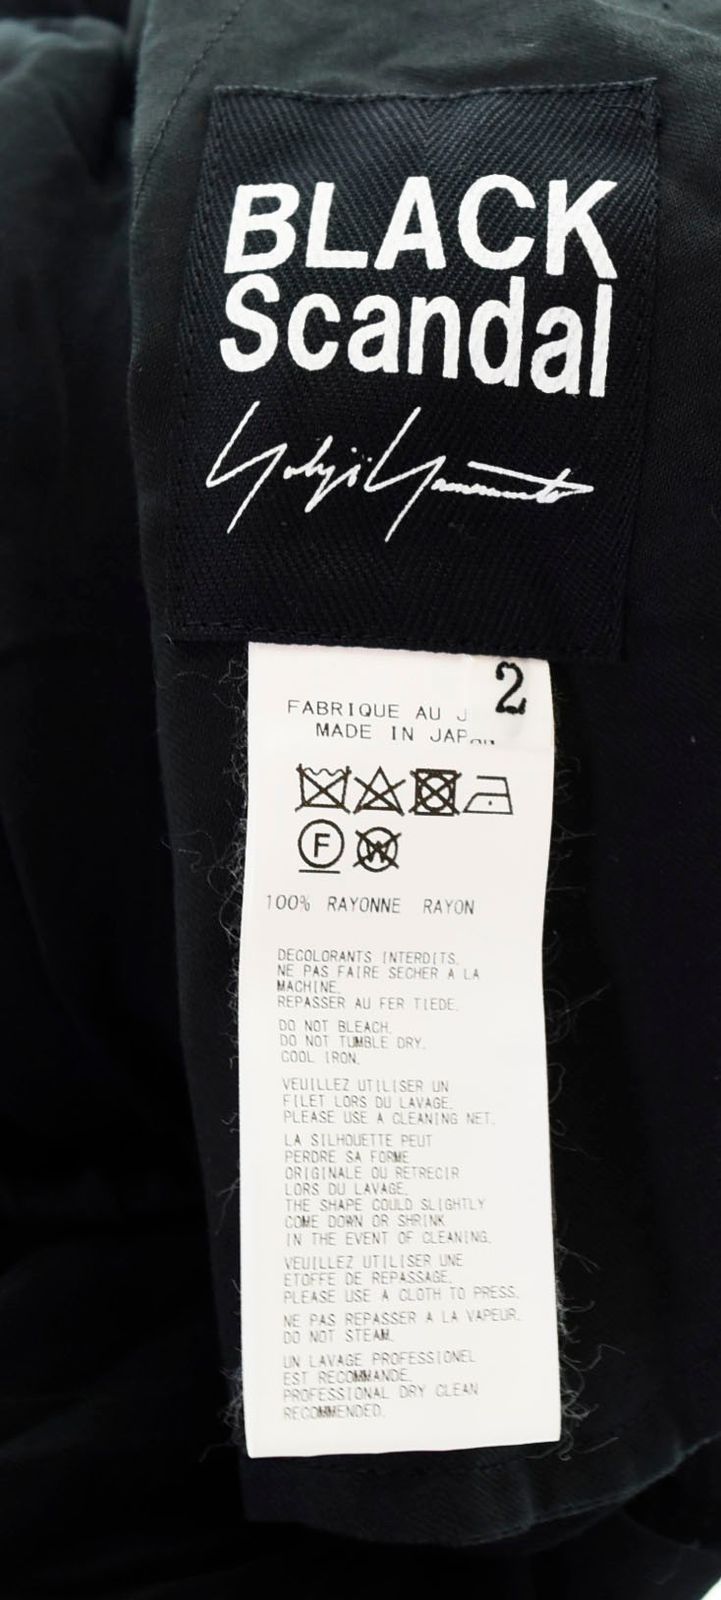 BLACK
Scandal
Yohji Yamamoto
2
FABRIQUE AU J
MADE IN JAPAN
F
W
100% RAYONNE RAYON
DECOLORANTS INTERDITS.
NE PAS FAIRE SECHER A LA
MACHINE.
REPASSER AU FER TIEDE.
DO NOT BLEACH.
DO NOT TUMBLE DRY.
COOL IRON.
VEUILLEZ UTILISER UN
FILET LORS DU LAVAGE.
PLEASE USE A CLEANING NET.
LA SILHOUETTE PEUT
PERDRE SA FORME
ORIGINALE OU RETRECIR
LORS DU LAVAGE.
THE SHAPE COULD SLIGHTLY
COME DOWN OR SHRINK
IN THE EVENT OF CLEANING.
VEUILLEZ UTILISER UNE
ETOFFE DE REPASSAGE.
PLEASE USE A CLOTH TO PRESS.
NE PAS REPASSER A LA VAPEUR.
DO NOT STEAM.
UN LAVAGE PROFESSIONEL
EST RECOMMANDE.
PROFESSIONAL DRY CLEAN
RECOMMENDED.